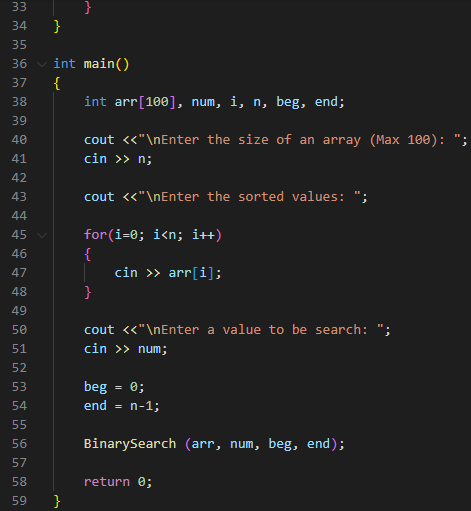 33 }
34 }
35
36 int main()
37 {
38 int arr[100], num, i, n, beg, end;
39
40 cout <<"\nEnter the size of an array (Max 100): ";
41 cin >> n;
42
43 cout <<"\nEnter the sorted values: ";
44
45 for(i=0; i<n; i++)
46 {
47 cin >> arr[i];
48 }
49
50 cout <<"\nEnter a value to be search: ";
51 cin >> num;
52
53 beg = 0;
54 end = n-1;
55
56 BinarySearch (arr, num, beg, end);
57
58 return 0;
59 }